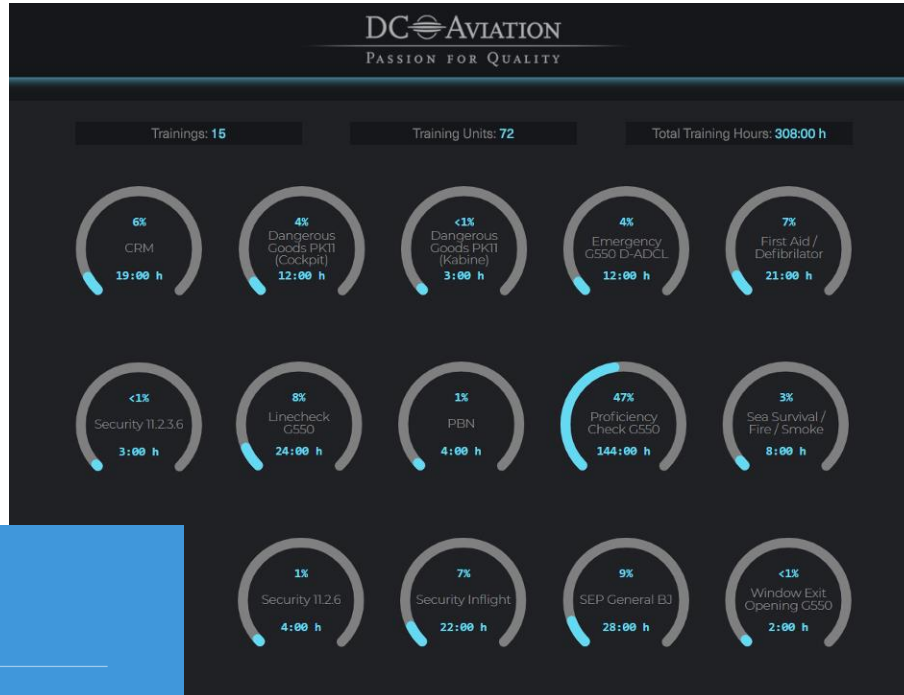 DC AVIATION
PASSION FOR QUALITY
Trainings: 15
Training Units: 72
Total Training Hours: 308:00 h
6%
CRM
19:00 h
4%
Dangerous
Goods PK11
(Cockpit)
12:00 h
<1%
Dangerous
Goods PK11
(Kabine)
3:00 h
4%
Emergency
G550 D-ADCL
12:00 h
7%
First Aid /
Defibrilator
21:00 h
<1%
Security 11.2.3.6
3:00 h
8%
Linecheck
G550
24:00 h
1%
PBN
4:00 h
47%
Proficiency
Check G550
144:00 h
3%
Sea Survival /
Fire / Smoke
8:00 h
1%
Security 11.2.6
4:00 h
7%
Security Inflight
22:00 h
9%
SEP General BJ
28:00 h
<1%
Window Exit
Opening G550
2:00 h